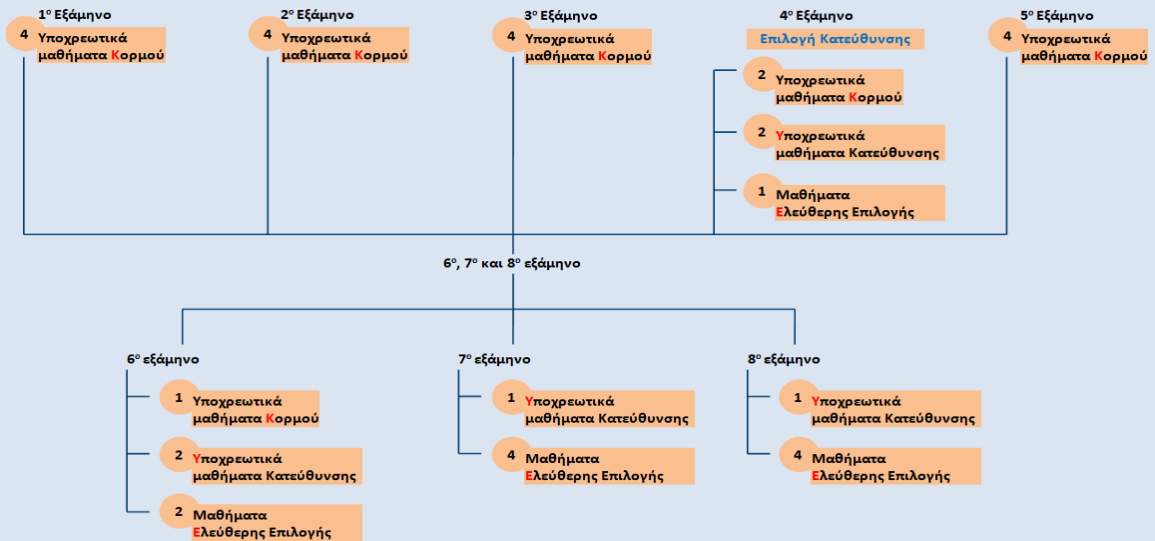 1ο Εξάμηνο
4 Υποχρεωτικά
μαθήματα Κορμού
2ο Εξάμηνο
4 Υποχρεωτικά
μαθήματα Κορμού
3ο Εξάμηνο
4 Υποχρεωτικά
μαθήματα Κορμού
4ο Εξάμηνο
Επιλογή Κατεύθυνσης
2 Υποχρεωτικά
μαθήματα Κορμού
2 Υποχρεωτικά
μαθήματα Κατεύθυνσης
1 Μαθήματα
Ελεύθερης Επιλογής
5ο Εξάμηνο
4 Υποχρεωτικά
μαθήματα Κορμού
6ο, 7ο και 8ο εξάμηνο
6ο εξάμηνο
1 Υποχρεωτικά
μαθήματα Κορμού
2 Υποχρεωτικά
μαθήματα Κατεύθυνσης
2 Μαθήματα
Ελεύθερης Επιλογής
7ο εξάμηνο
1 Υποχρεωτικά
μαθήματα Κατεύθυνσης
4 Μαθήματα
Ελεύθερης Επιλογής
8ο εξάμηνο
1 Υποχρεωτικά
μαθήματα Κατεύθυνσης
4 Μαθήματα
Ελεύθερης Επιλογής